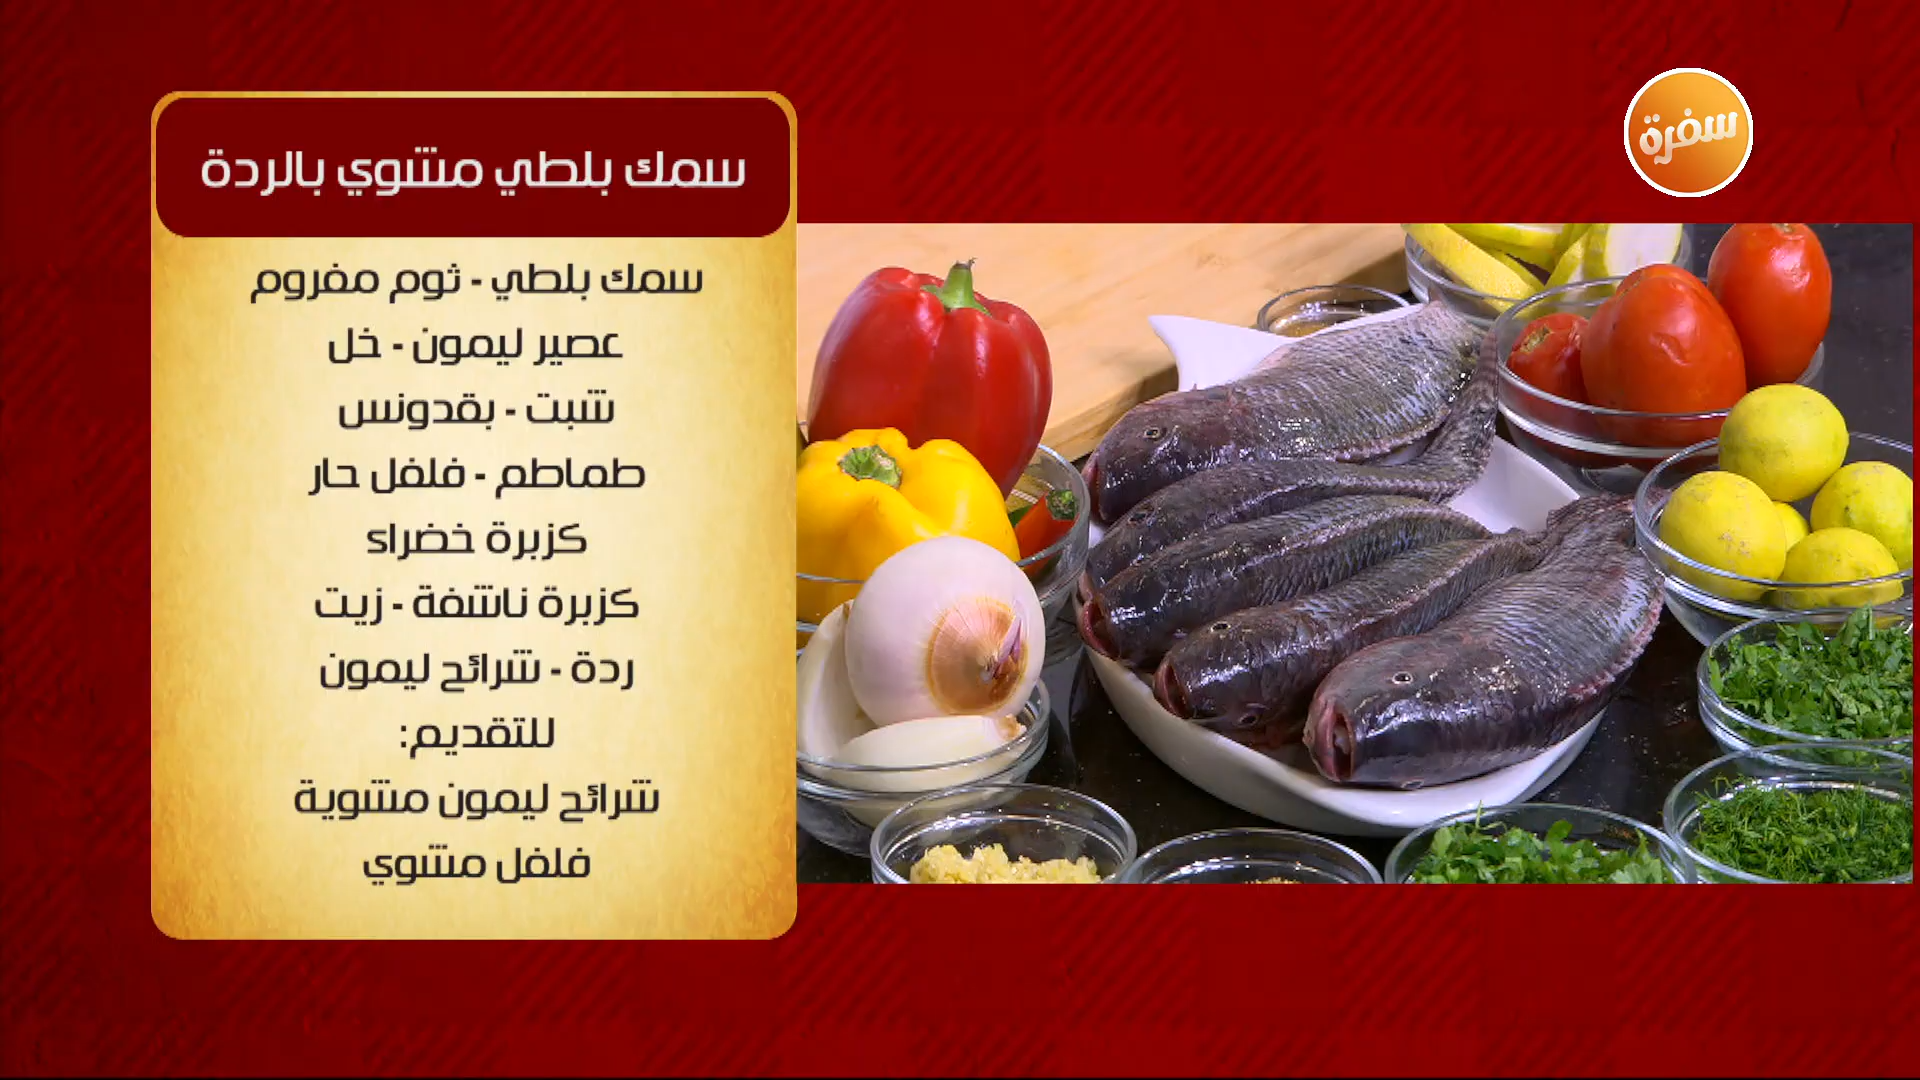 سفرة
سمك بلطي مشوي بالردة
سمك بلطي - ثوم مفروم
عصير ليمون - خل
شبت - بقدونس
طماطم - فلفل حار
كزبرة خضراء
كزبرة ناشفة - زيت
ردة - شرائح ليمون
للتقديم:
شرائح ليمون مشوية
فلفل مشوي